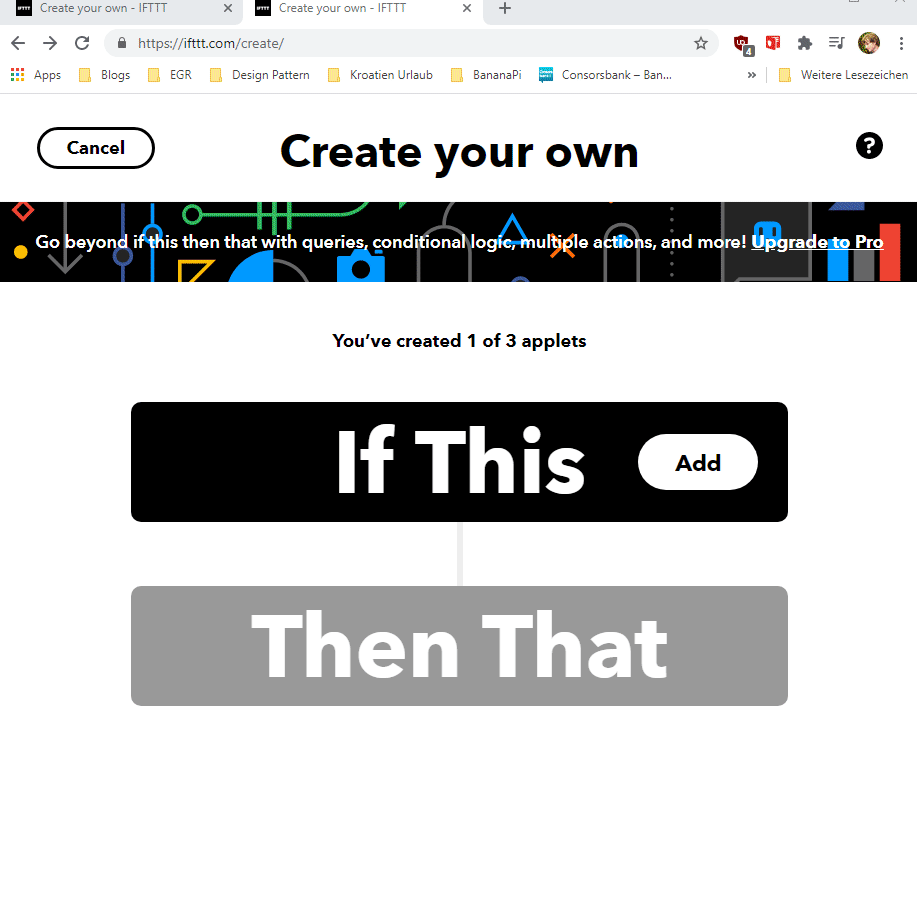 Create your own - IFTTT
Create your own - IFTTT
https://ifttt.com/create/
4
Apps Blogs EGR Design Pattern Kroatien Urlaub BananaPi Consorsbank – Ban... » Weitere Lesezeichen
Cancel Create your own ?
Go beyond if this then that with queries, conditional logic, multiple actions, and more! Upgrade to Pro
You’ve created 1 of 3 applets
If This Add
Then That